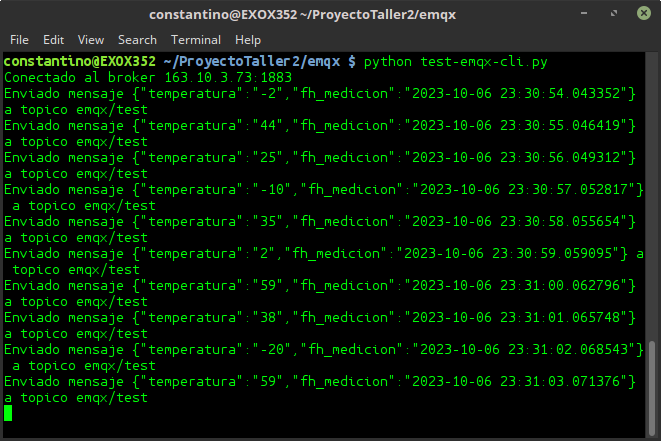 constantino@EXOX352 ~/ProyectoTaller2/emqx
File Edit View Search Terminal Help
constantino@EXOX352 ~/ProyectoTaller2/emqx $ python test-emqx-cli.py
Conectado al broker 163.10.3.73:1883
Enviado mensaje {"temperatura":"-2","fh_medicion":"2023-10-06 23:30:54.043352"}
a topico emqx/test
Enviado mensaje {"temperatura":"44","fh_medicion":"2023-10-06 23:30:55.046419"}
a topico emqx/test
Enviado mensaje {"temperatura":"25","fh_medicion":"2023-10-06 23:30:56.049312"}
a topico emqx/test
Enviado mensaje {"temperatura":"-10","fh_medicion":"2023-10-06 23:30:57.052817"}
 a topico emqx/test
Enviado mensaje {"temperatura":"35","fh_medicion":"2023-10-06 23:30:58.055654"}
a topico emqx/test
Enviado mensaje {"temperatura":"2","fh_medicion":"2023-10-06 23:30:59.059095"} a
 topico emqx/test
Enviado mensaje {"temperatura":"59","fh_medicion":"2023-10-06 23:31:00.062796"}
a topico emqx/test
Enviado mensaje {"temperatura":"38","fh_medicion":"2023-10-06 23:31:01.065748"}
a topico emqx/test
Enviado mensaje {"temperatura":"-20","fh_medicion":"2023-10-06 23:31:02.068543"}
 a topico emqx/test
Enviado mensaje {"temperatura":"59","fh_medicion":"2023-10-06 23:31:03.071376"}
a topico emqx/test